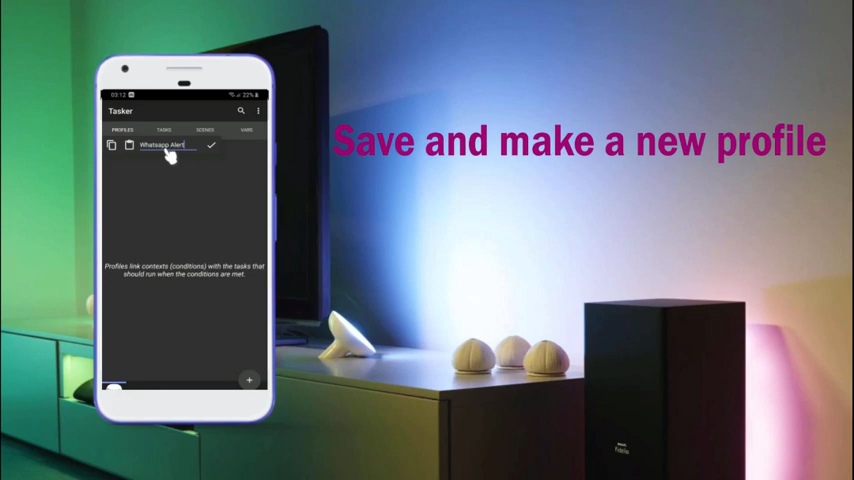 Save and make a new profile
03:12
22%
Tasker
PROFILES TASKS SCENES VARS
Whatsapp Alert
Profiles link contexts (conditions) with the tasks that
should run when the conditions are met.
+